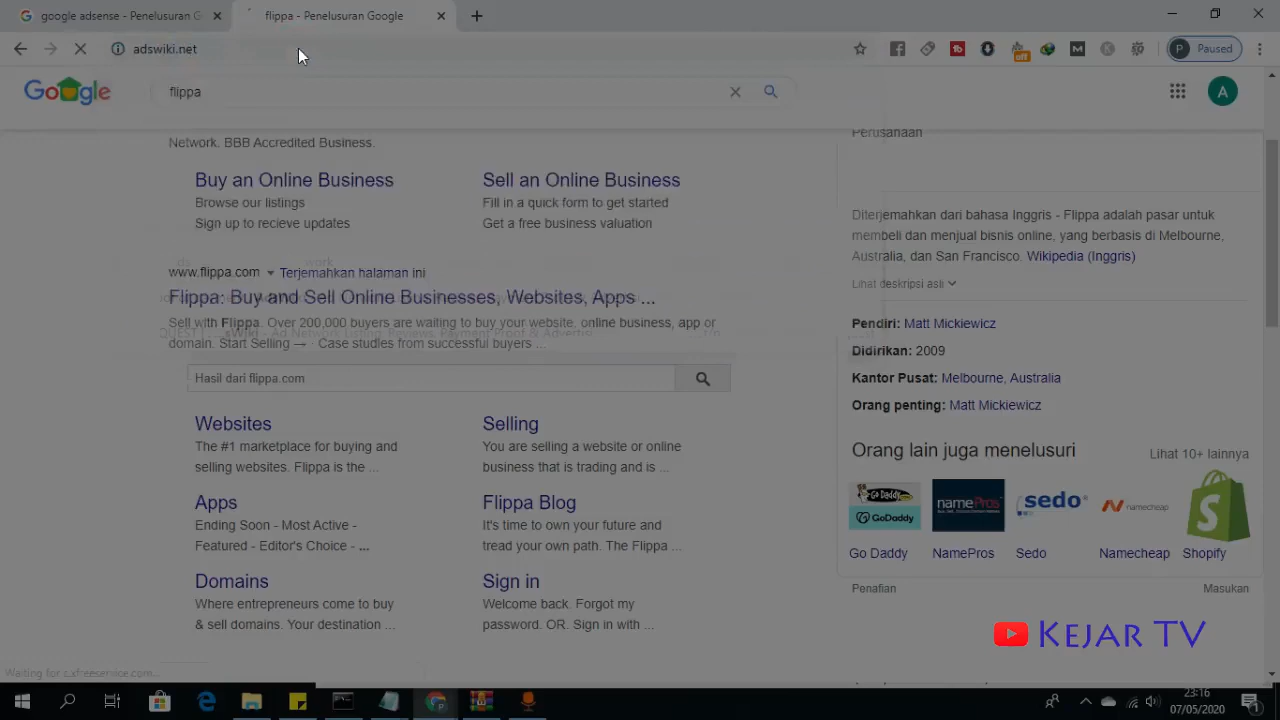 google adsense - Penelusuran G
flippa - Penelusuran Google
adswiki.net
off
M
K
P Paused
Google
flippa
A
Network. BBB Accredited Business.
Buy an Online Business
Browse our listings
Sign up to recieve updates
Sell an Online Business
Fill in a quick form to get started
Get a free business valuation
www.flippa.com
Terjemahkan halaman ini
Flippa: Buy and Sell Online Businesses, Websites, Apps ...
Sell with Flippa. Over 200,000 buyers are waiting to buy your website, online business, app or
domain. Start Selling → · Case studies from successful buyers ...
Hasil dari flippa.com
Websites
The #1 marketplace for buying and
selling websites. Flippa is the ...
Selling
You are selling a website or online
business that is trading and is ...
Apps
Ending Soon - Most Active -
Featured - Editor's Choice - ...
Flippa Blog
It's time to own your future and
tread your own path. The Flippa ...
Domains
Where entrepreneurs come to buy
& sell domains. Your destination ...
Sign in
Welcome back. Forgot my
password. OR. Sign in with ...
Perusahaan
Diterjemahkan dari bahasa Inggris - Flippa adalah pasar untuk
membeli dan menjual bisnis online, yang berbasis di Melbourne,
Australia, dan San Francisco. Wikipedia (Inggris)
Lihat deskripsi asli
Pendiri: Matt Mickiewicz
Didirikan: 2009
Kantor Pusat: Melbourne, Australia
Orang penting: Matt Mickiewicz
Orang lain juga menelusuri
Lihat 10+ lainnya
Go Daddy
GoDaddy
namePros
sedo
namecheap
Go Daddy
NamePros
Sedo
Namecheap
Shopify
Penafian
Masukan
KEJAR TV
Waiting for s.xfreeservice.com...
23:16
07/05/2020